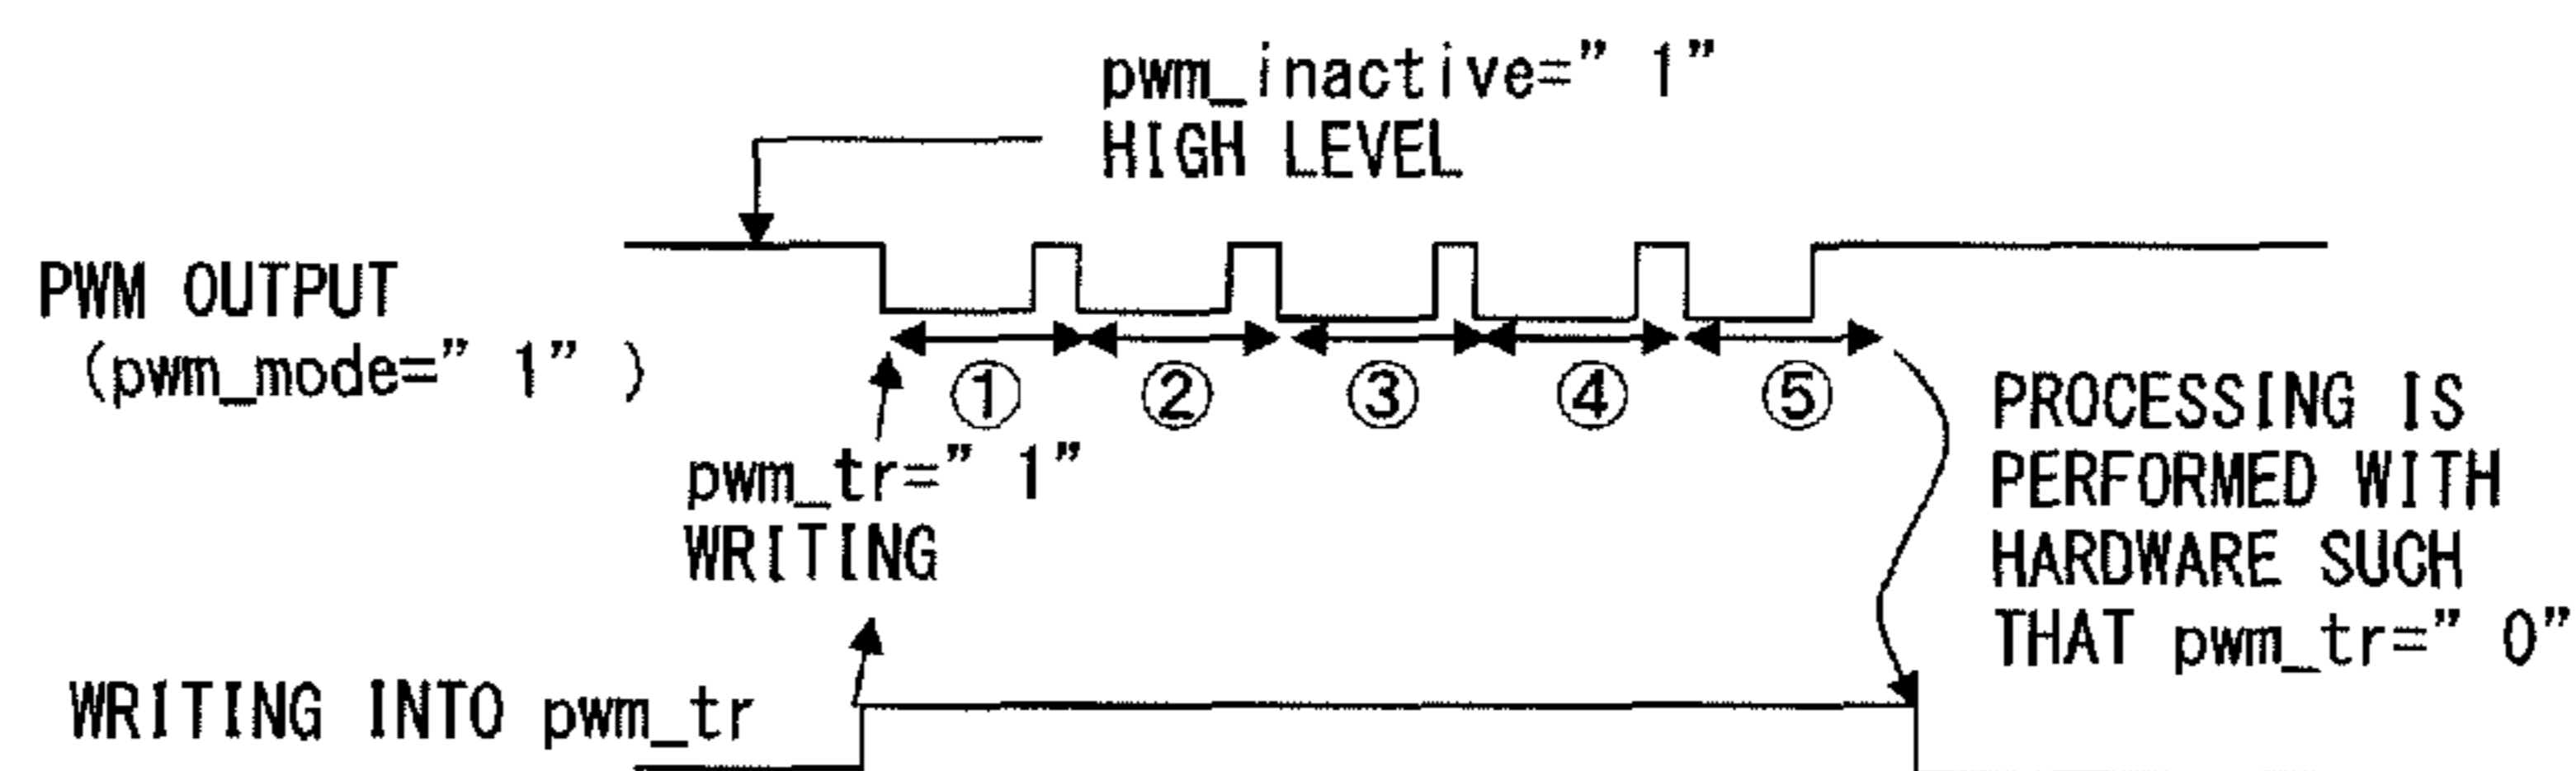 pwm_inactive=” 1”
HIGH LEVEL
PWM OUTPUT
(pwm_mode=” 1” )
① ② ③ ④ ⑤
pwm_tr=” 1”
WRITING
PROCESSING IS
PERFORMED WITH
HARDWARE SUCH
THAT pwm_tr=” 0”
WRITING INTO pwm_tr